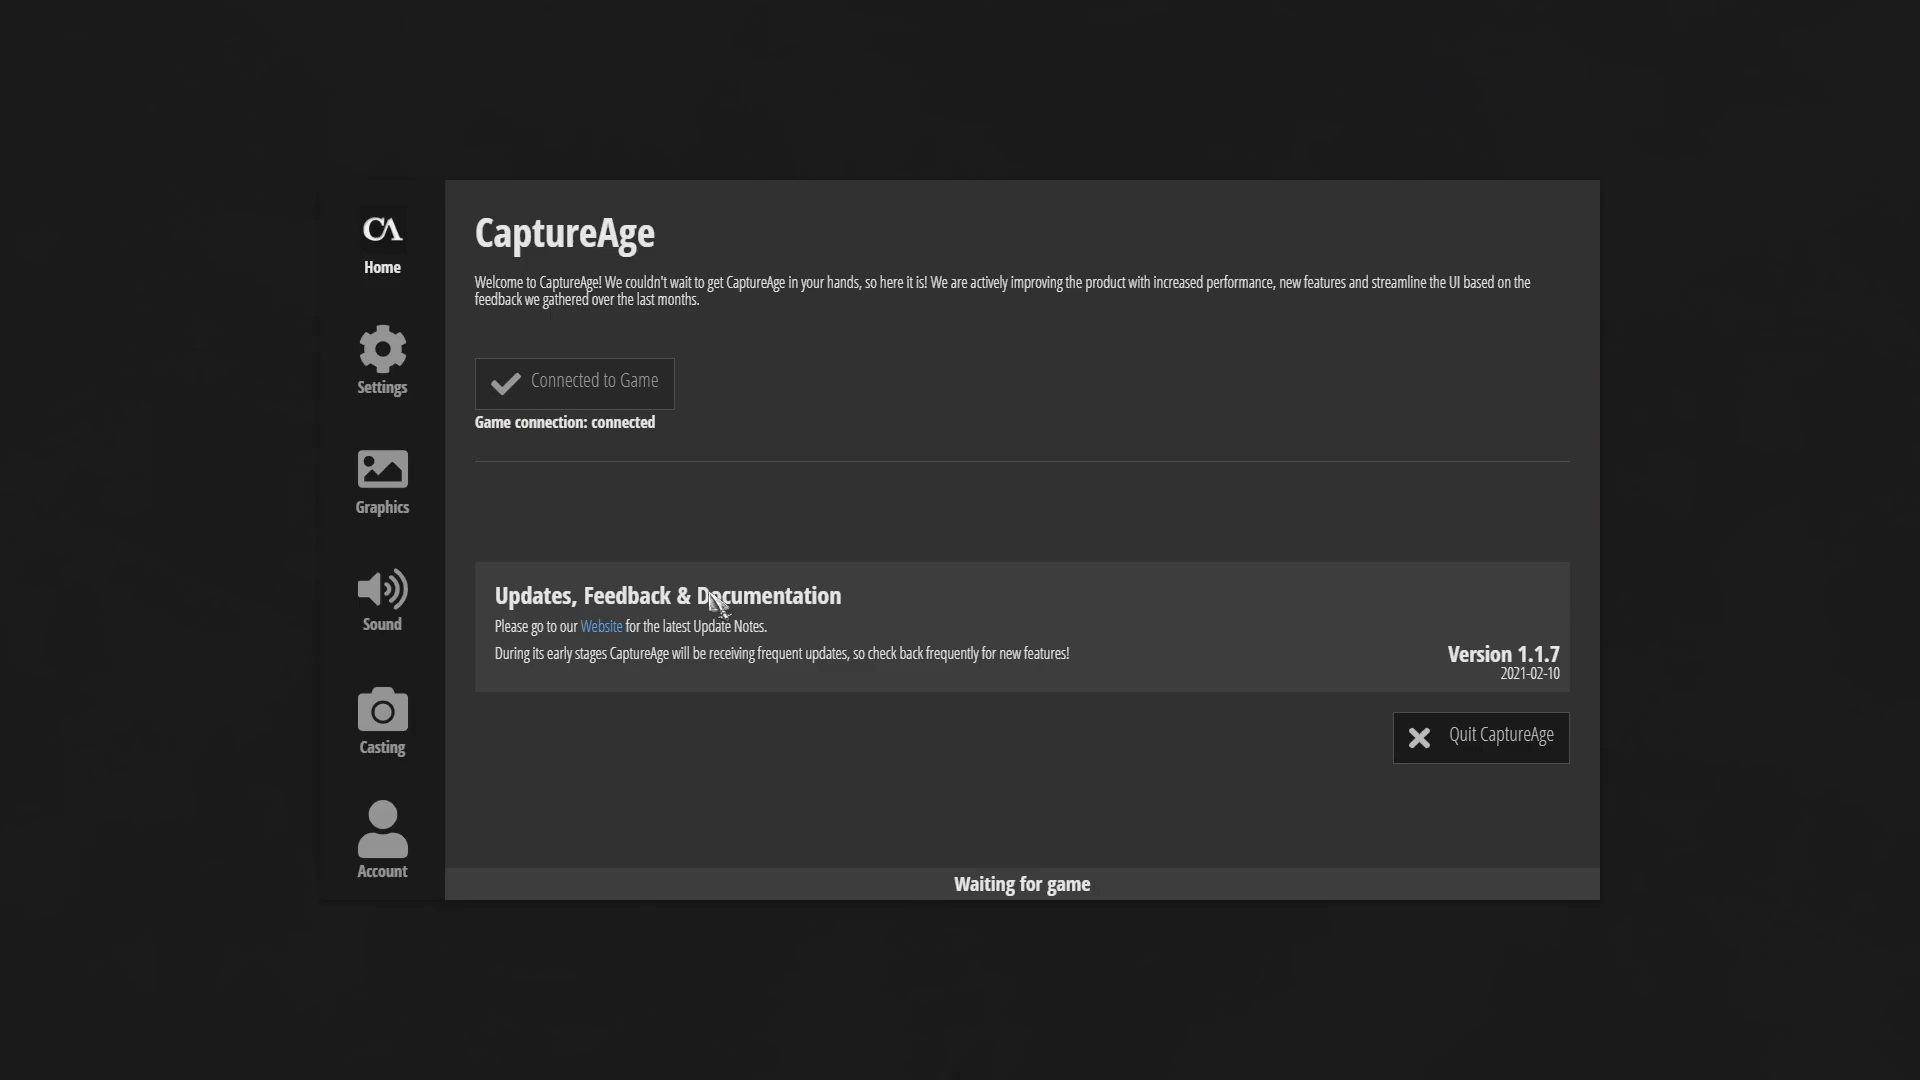 CA
Home
Settings
Graphics
Sound
Casting
Account
CaptureAge
Welcome to CaptureAge! We couldn't wait to get CaptureAge in your hands, so here it is! We are actively improving the product with increased performance, new features and streamline the UI based on the
feedback we gathered over the last months.
Connected to Game
Game connection: connected
Updates, Feedback & Documentation
Please go to our Website for the latest Update Notes.
During its early stages CaptureAge will be receiving frequent updates, so check back frequently for new features!
Version 1.1.7
2021-02-10
Quit CaptureAge
Waiting for game